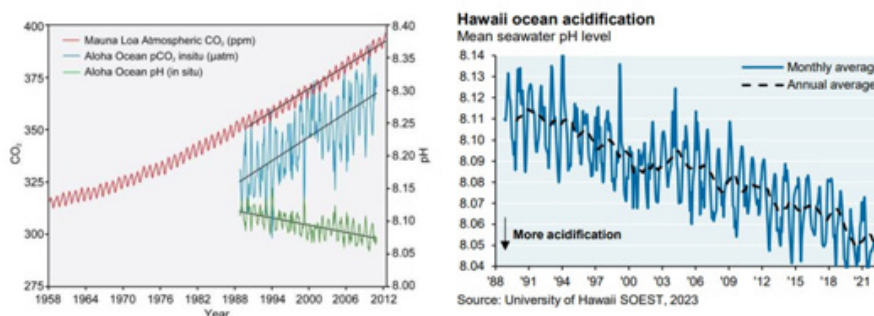 400
375
350
325
300
275
CO₂
Mauna Loa Atmospheric CO₂ (ppm)
Aloha Ocean pCO₂ insitu (µatm)
Aloha Ocean pH (in situ)
8.40
8.35
8.30
8.25
8.20
8.15
8.10
8.05
8.00
pH
1958 1964 1970 1976 1982 1988 1994 2000 2006 2012
Year
Hawaii ocean acidification
Mean seawater pH level
8.14
8.13
8.12
8.11
8.10
8.09
8.08
8.07
8.06
8.05
8.04
Monthly average
Annual average
More acidification
'88 '91 '94 '97 '00 '03 '06 '09 '12 '15 '18 '21
Source: University of Hawaii SOEST, 2023